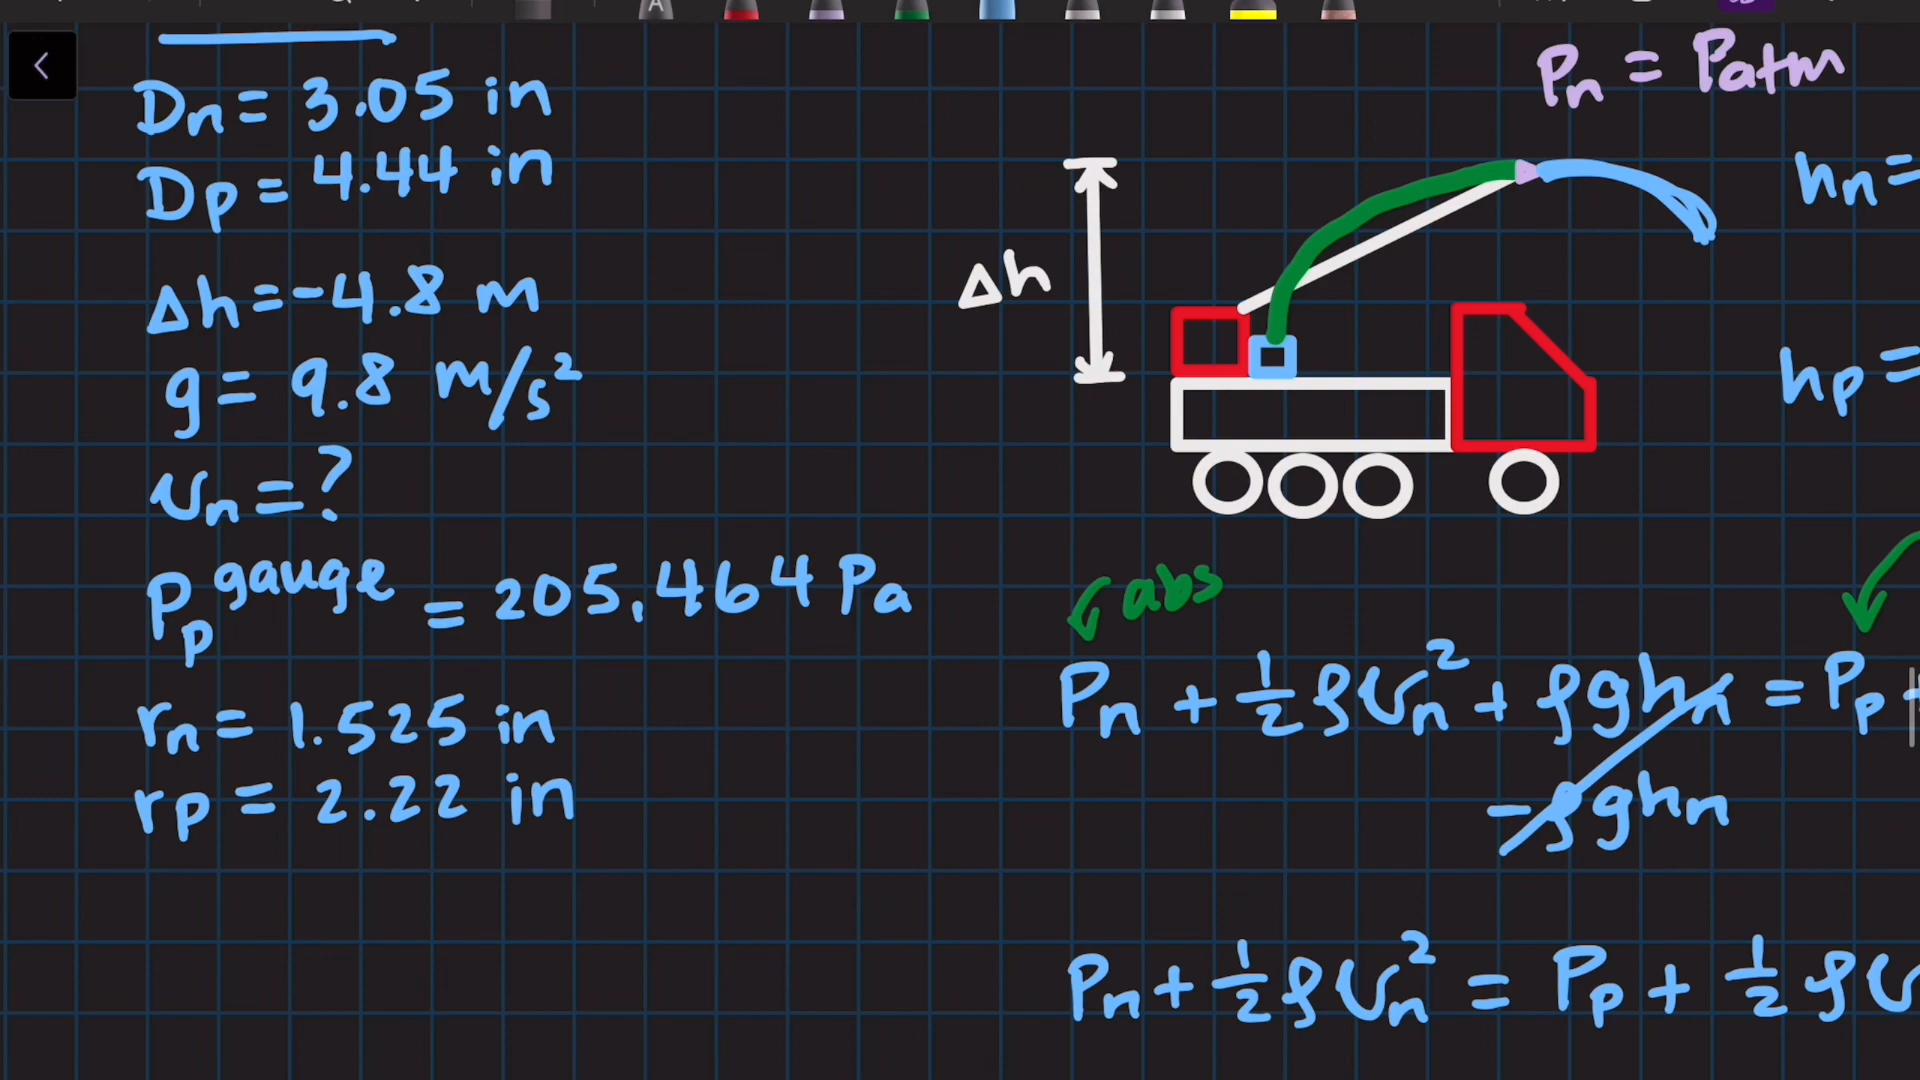 Dn = 3.05 in
Dp = 4.44 in
Δh = -4.8 m
g = 9.8 m/s²
vn = ?
Pp gauge = 205,464 Pa
rn = 1.525 in
rp = 2.22 in
A
Pn = Patm
Δh
hn =
hp =
abs
Pn + ½ρvn² + ρghn = Pp +
-ρghn
Pn + ½ρvn² = Pp + ½ρv